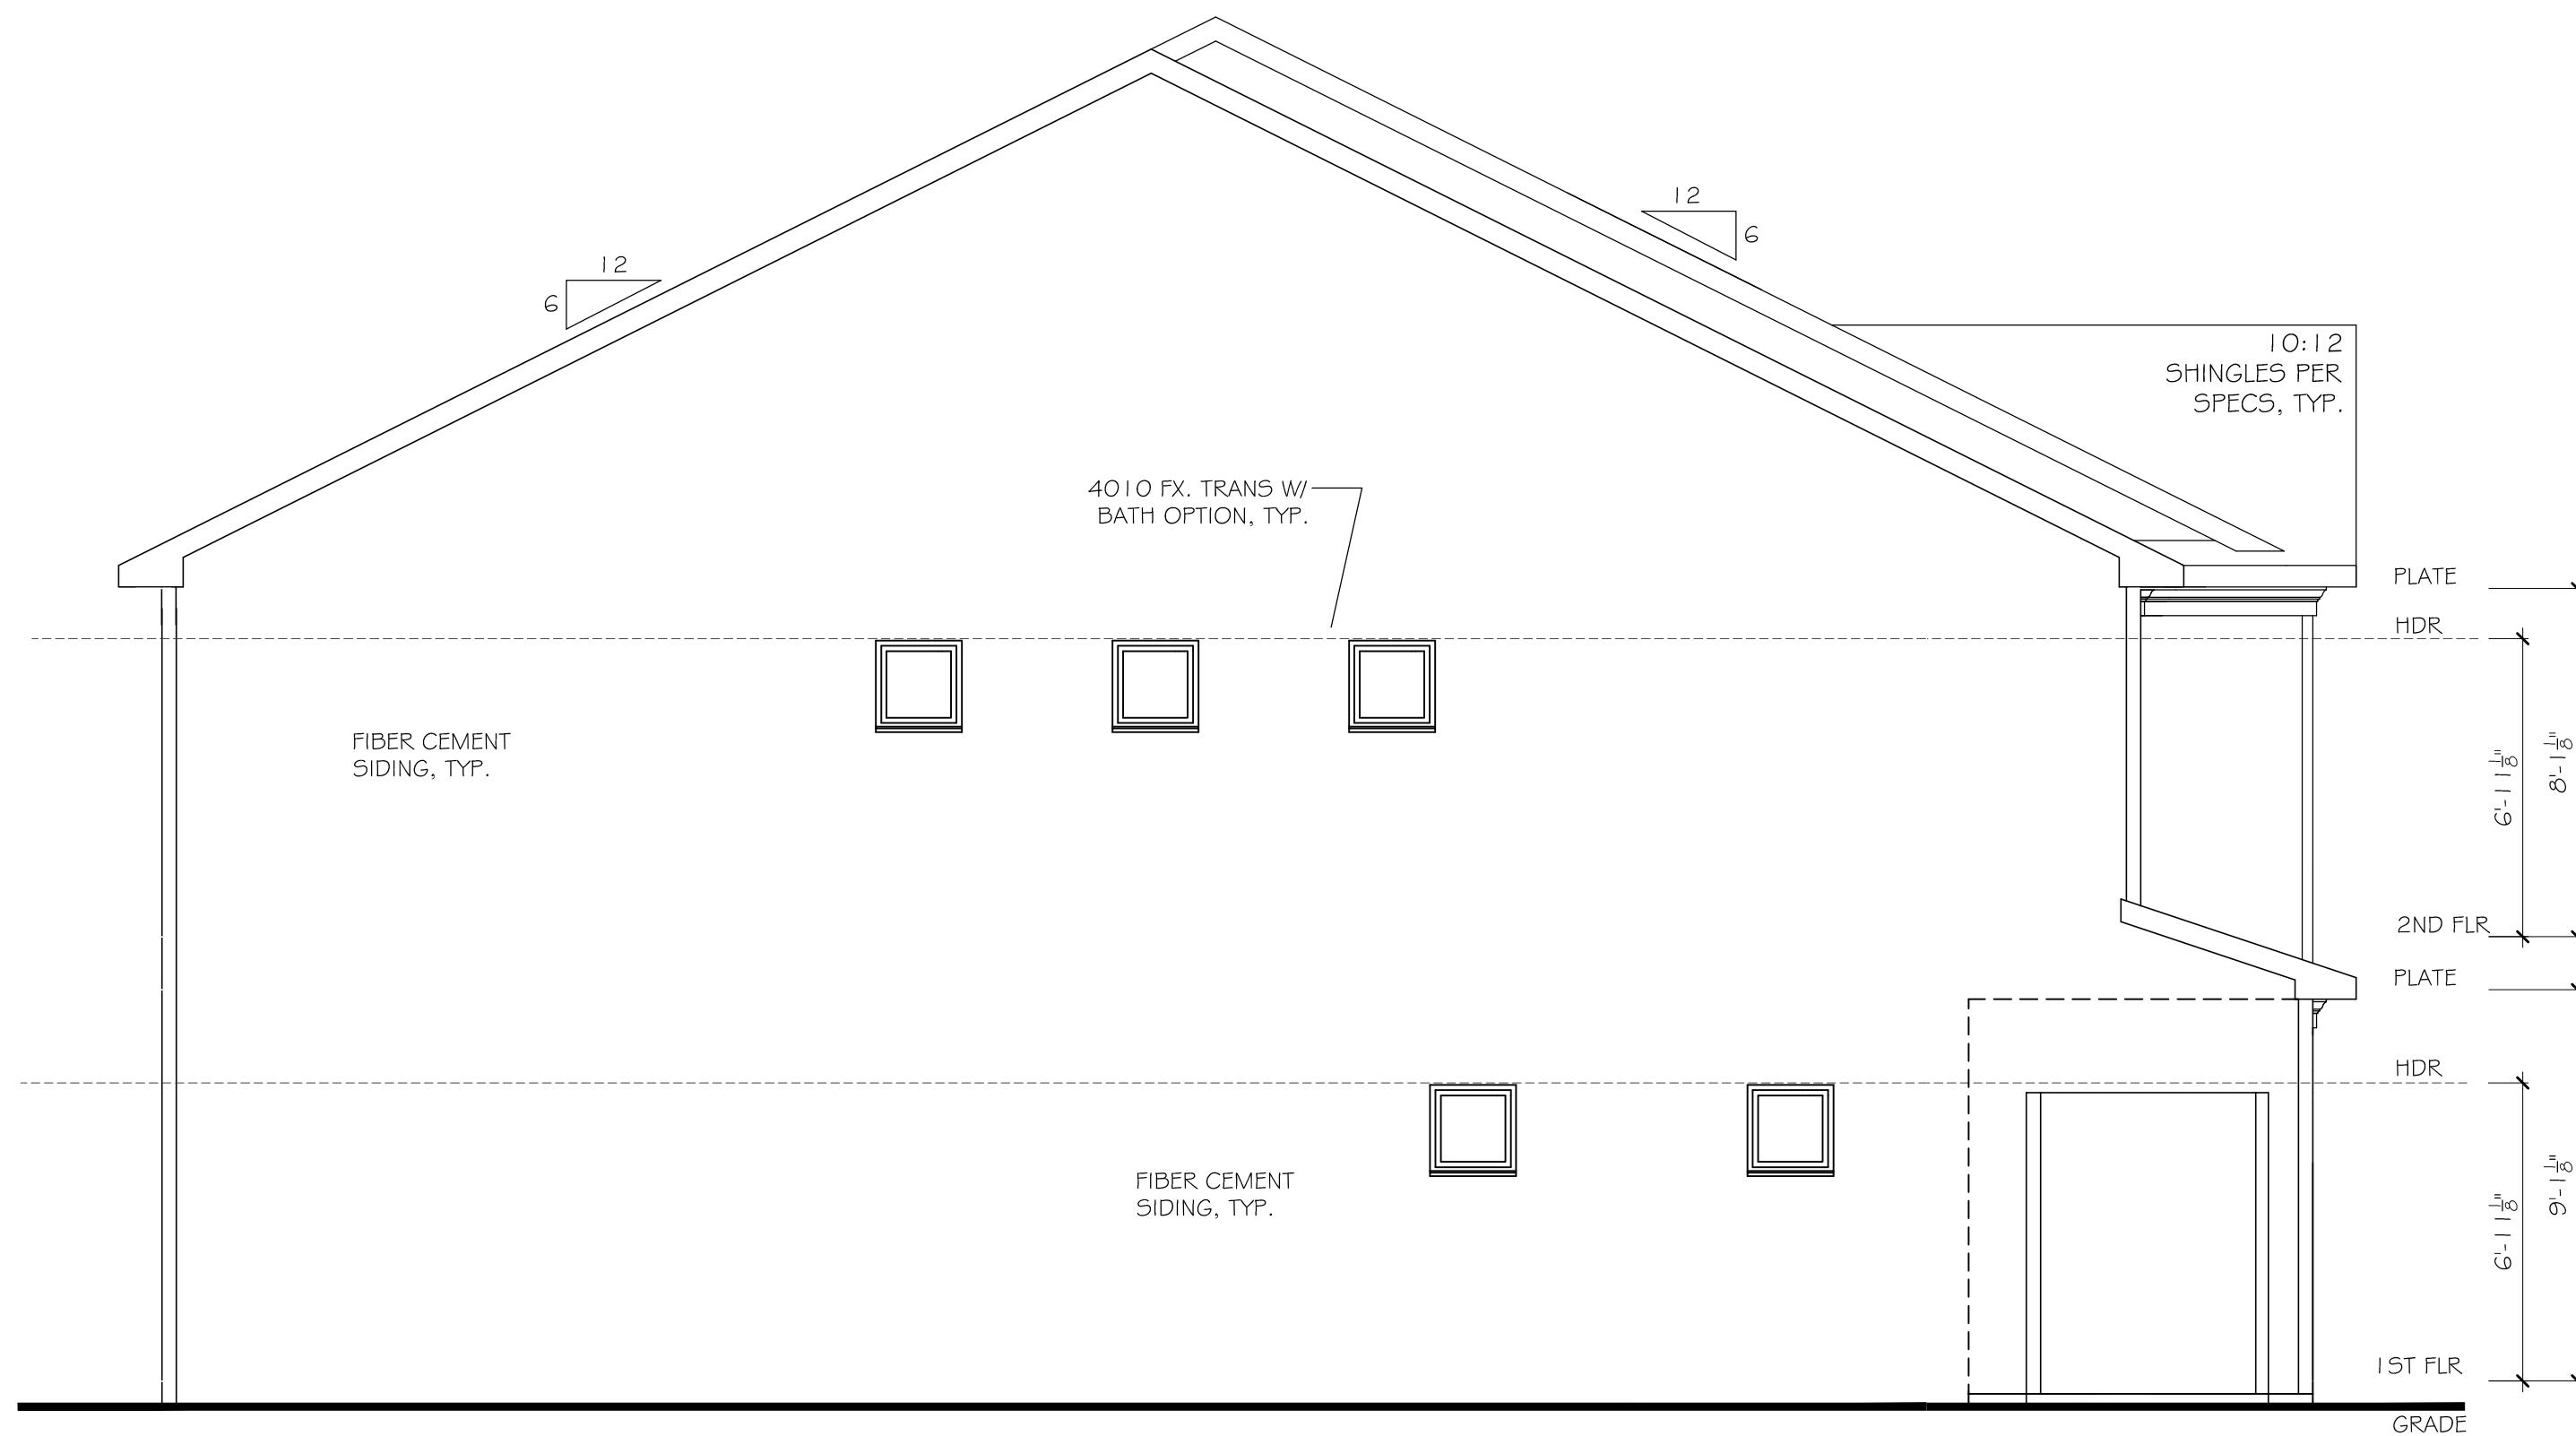 12
6
12
6
10:12
SHINGLES PER
SPECS, TYP.
4010 FX. TRANS W/
BATH OPTION, TYP.
PLATE
HDR
FIBER CEMENT
SIDING, TYP.
6'-11 1/8"
8'-1 1/8"
2ND FLR
PLATE
HDR
FIBER CEMENT
SIDING, TYP.
6'-11 1/8"
9'-1 1/8"
1ST FLR
GRADE